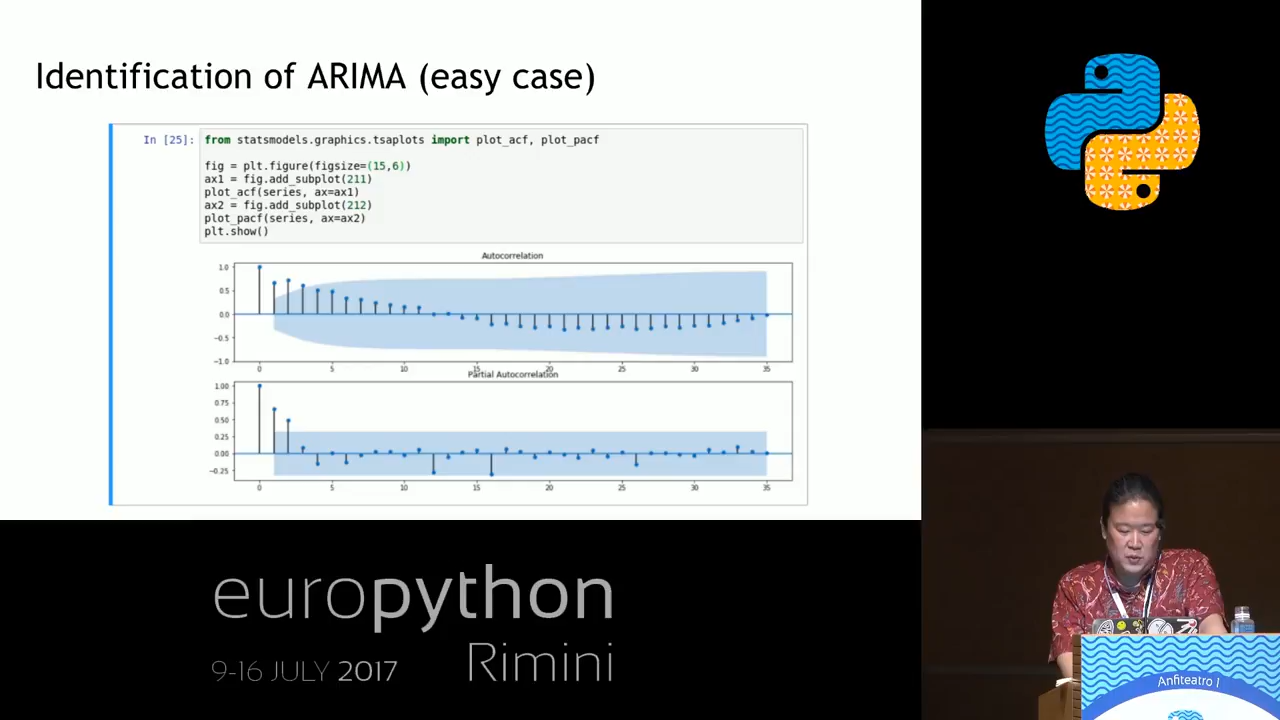 Identification of ARIMA (easy case)
In [25]: from statsmodels.graphics.tsaplots import plot_acf, plot_pacf
fig = plt.figure(figsize=(15,6))
ax1 = fig.add_subplot(211)
plot_acf(series, ax=ax1)
ax2 = fig.add_subplot(212)
plot_pacf(series, ax=ax2)
plt.show()
Autocorrelation
1.0
0.5
0.0
−0.5
−1.0
0 5 10 15 20 25 30 35
Partial Autocorrelation
1.00
0.75
0.50
0.25
0.00
−0.25
0 5 10 15 20 25 30 35
europython
9-16 JULY 2017 Rimini
Anfiteatro 1